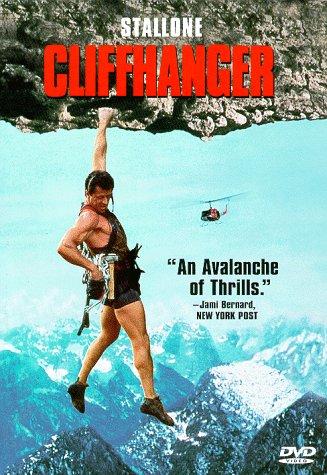 STALLONE
CLIFFHANGER
“An Avalanche
of Thrills.”
—Jami Bernard,
NEW YORK POST
DVD
VIDEO